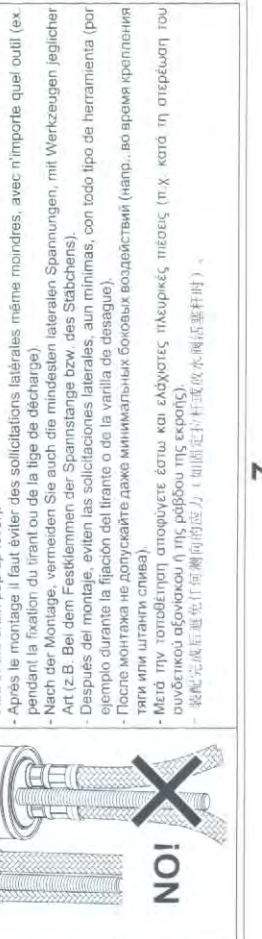 - Après le montage il faut éviter des sollicitations latérales même moindres, avec n'importe quel outil (ex.
pendant la fixation du tirant ou de la tige de décharge).
- Nach der Montage, vermeiden Sie auch die mindesten lateralen Spannungen, mit Werkzeugen jeglicher
Art (z.B. Bei dem Festklemmen der Spannstange bzw. des Stäbchens).
- Después del montaje, eviten las solicitaciones laterales, aun mínimas, con todo tipo de herramienta (por
ejemplo durante la fijación del tirante o de la varilla de desague).
- После монтажа не допускайте даже минимальных боковых воздействий (напр., во время крепления
тяги или штанги слива).
- Μετά την τοποθέτηση αποφύγετε έστω και ελάχιστες πλευρικές πιέσεις (π.χ. κατά τη στερέωση του
συνδετικού αξονίσκου ή της ράβδου της εκροής).
- 装配完成后避免任何侧向的应力（如固定拉杆或放水阀活塞杆时）。
NO!
7